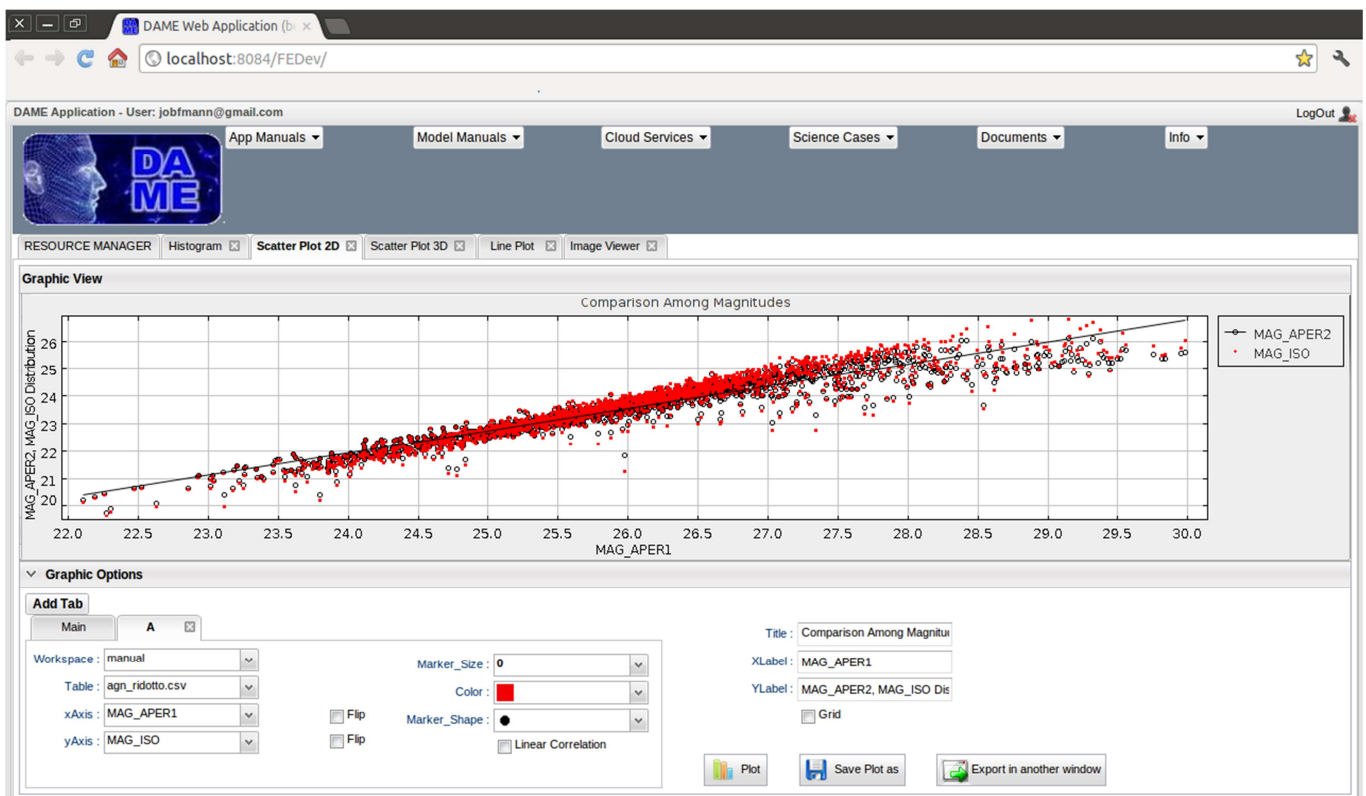 DAME Web Application (be
localhost:8084/FEDev/
DAME Application - User: jobfmann@gmail.com
LogOut
DA
ME
App Manuals
Model Manuals
Cloud Services
Science Cases
Documents
Info
RESOURCE MANAGER
Histogram
Scatter Plot 2D
Scatter Plot 3D
Line Plot
Image Viewer
Graphic View
Comparison Among Magnitudes
MAG_APER2, MAG_ISO Distribution
26
25
24
23
22
21
20
22.0 22.5 23.0 23.5 24.0 24.5 25.0 25.5 26.0 26.5 27.0 27.5 28.0 28.5 29.0 29.5 30.0
MAG_APER1
MAG_APER2
MAG_ISO
Graphic Options
Add Tab
Main
A
Workspace : manual
Table : agn_ridotto.csv
xAxis : MAG_APER1
Flip
yAxis : MAG_ISO
Flip
Marker_Size : 0
Color :
Marker_Shape :
Linear Correlation
Title : Comparison Among Magnitu
XLabel : MAG_APER1
YLabel : MAG_APER2, MAG_ISO Dis
Grid
Plot
Save Plot as
Export in another window